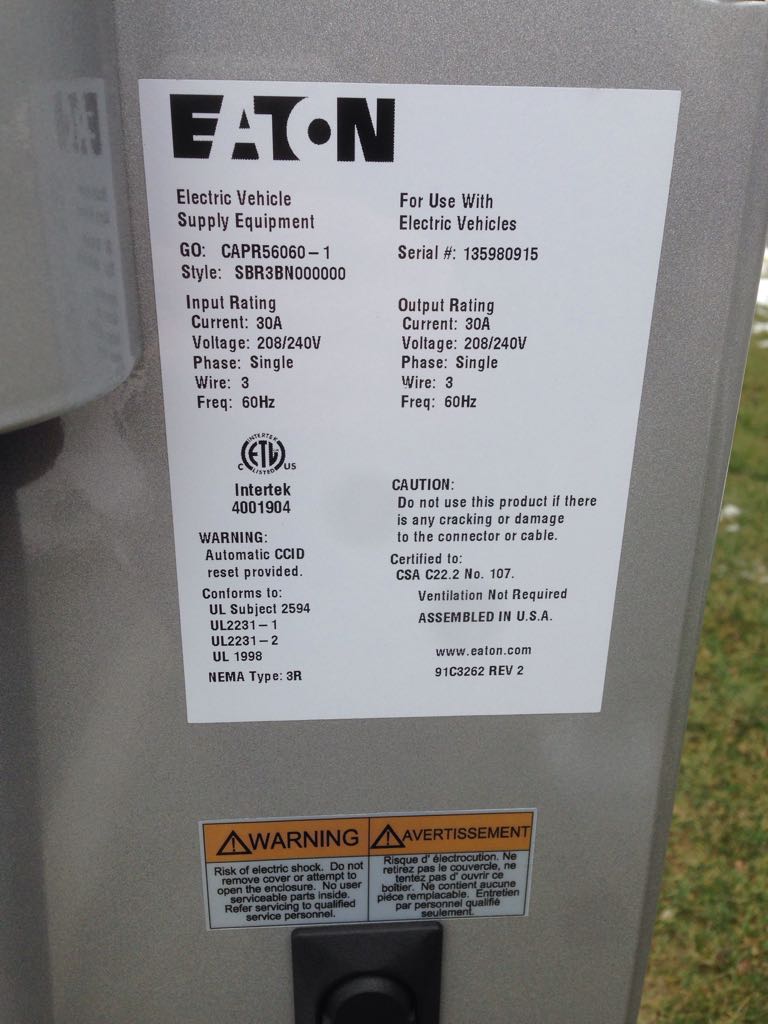 EATON
Electric Vehicle
Supply Equipment
For Use With
Electric Vehicles
GO: CAPR56060-1
Style: SBR3BN000000
Serial #: 135980915
Input Rating
Current: 30A
Voltage: 208/240V
Phase: Single
Wire: 3
Freq: 60Hz
Output Rating
Current: 30A
Voltage: 208/240V
Phase: Single
Wire: 3
Freq: 60Hz
INTERTEK
ETL
C US
LISTED
Intertek
4001904
WARNING:
Automatic CCID
reset provided.
Conforms to:
UL Subject 2594
UL2231-1
UL2231-2
UL 1998
NEMA Type: 3R
CAUTION:
Do not use this product if there
is any cracking or damage
to the connector or cable.
Certified to:
CSA C22.2 No. 107.
Ventilation Not Required
ASSEMBLED IN U.S.A.
www.eaton.com
91C3262 REV 2
WARNING
Risk of electric shock. Do not
remove cover or attempt to
open the enclosure. No user
serviceable parts inside.
Refer servicing to qualified
service personnel.
AVERTISSEMENT
Risque d' électrocution. Ne
retirez pas le couvercle, ne
tentez pas d' ouvrir ce
boîtier. Ne contient aucune
pièce remplacable. Entretien
par personnel qualifié
seulement.